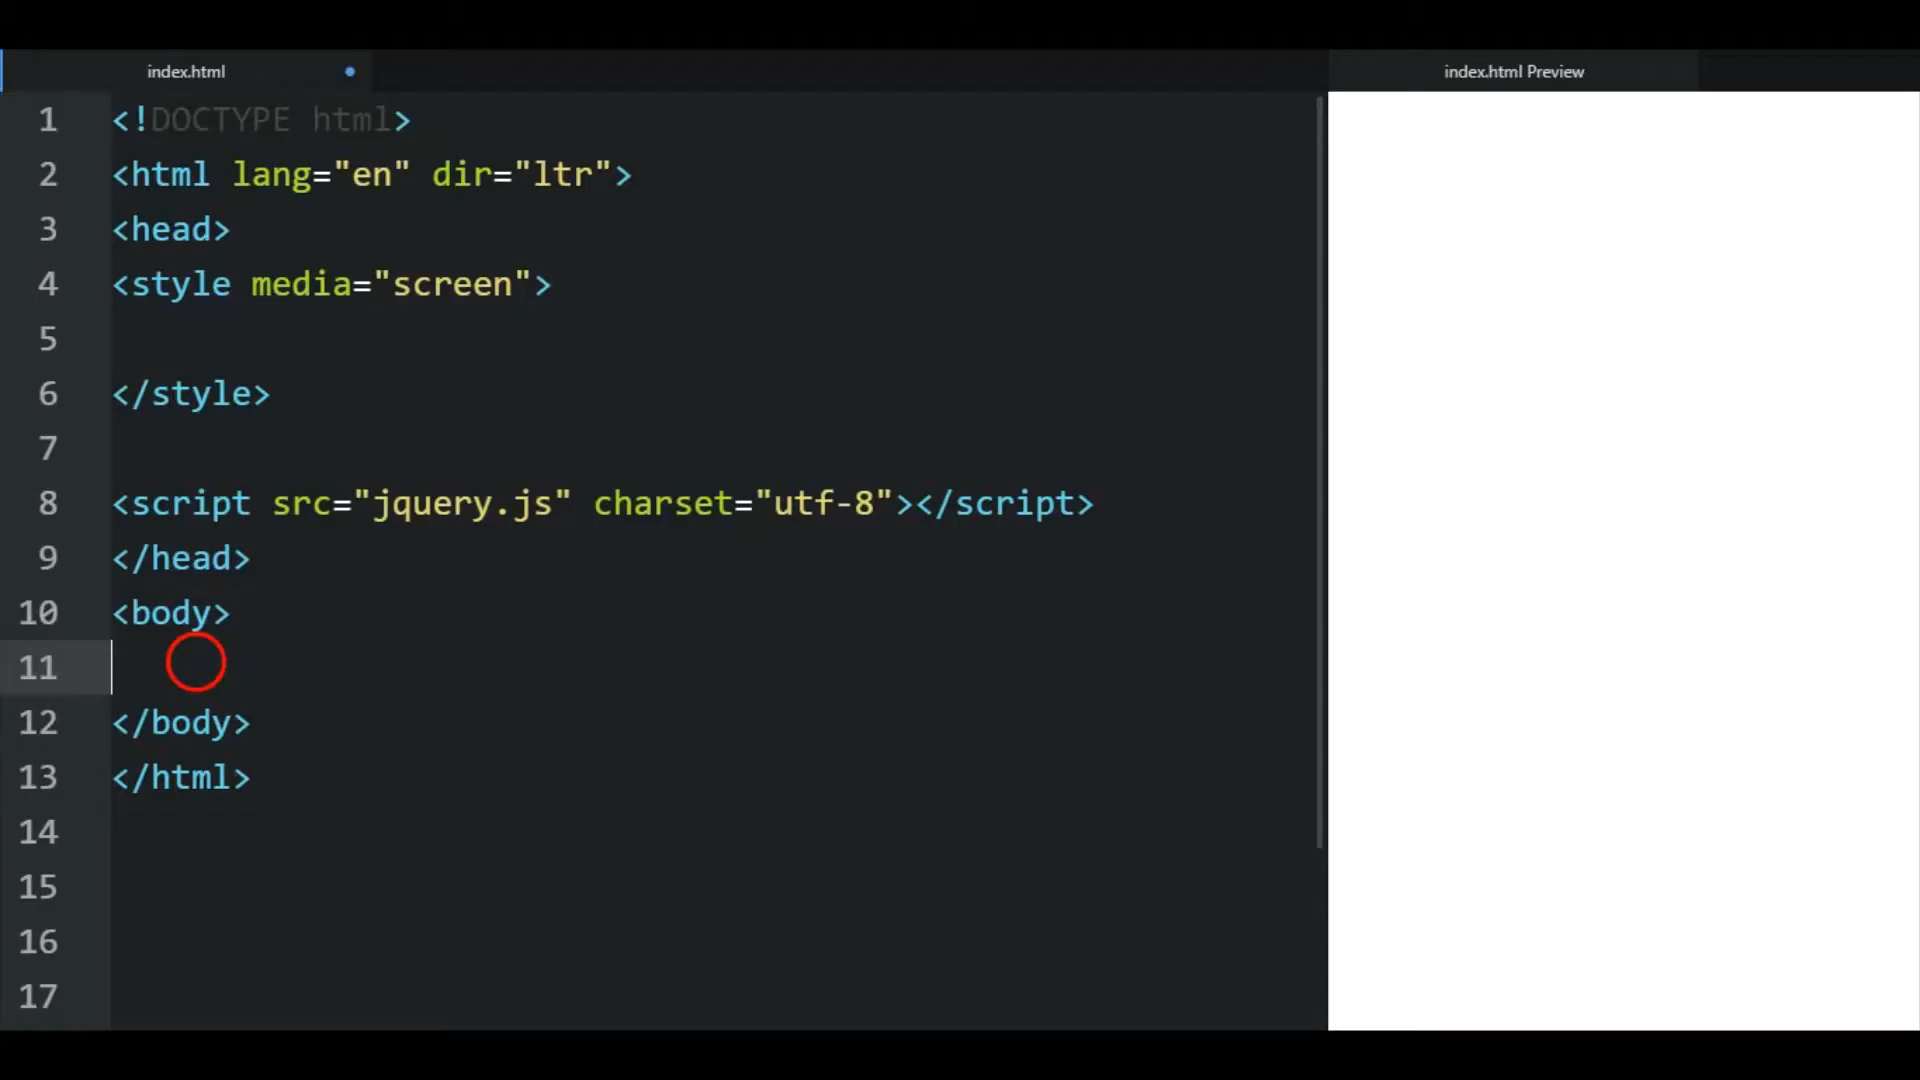 index.html
index.html Preview
1 <!DOCTYPE html>
2 <html lang="en" dir="ltr">
3 <head>
4 <style media="screen">
5
6 </style>
7
8 <script src="jquery.js" charset="utf-8"></script>
9 </head>
10 <body>
11
12 </body>
13 </html>
14
15
16
17